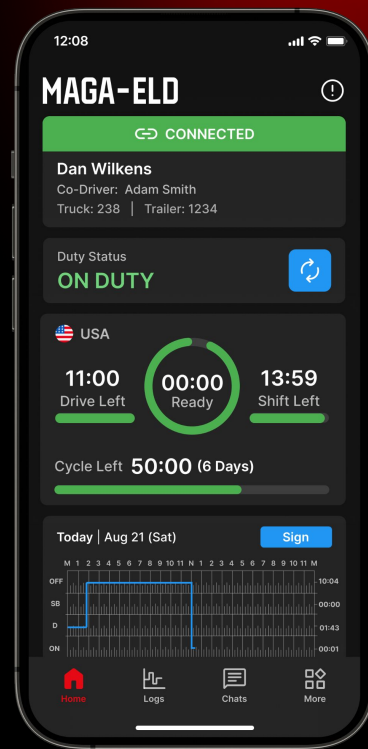 12:08
MAGA-ELD
CONNECTED
Dan Wilkens
Co-Driver: Adam Smith
Truck: 238 | Trailer: 1234
Duty Status
ON DUTY
USA
11:00
Drive Left
00:00
Ready
13:59
Shift Left
Cycle Left 50:00 (6 Days)
Today | Aug 21 (Sat)
Sign
M 1 2 3 4 5 6 7 8 9 10 11 N 1 2 3 4 5 6 7 8 9 10 11 M
OFF 10:04
SB 00:00
D 01:43
ON 00:01
Home
Logs
Chats
More